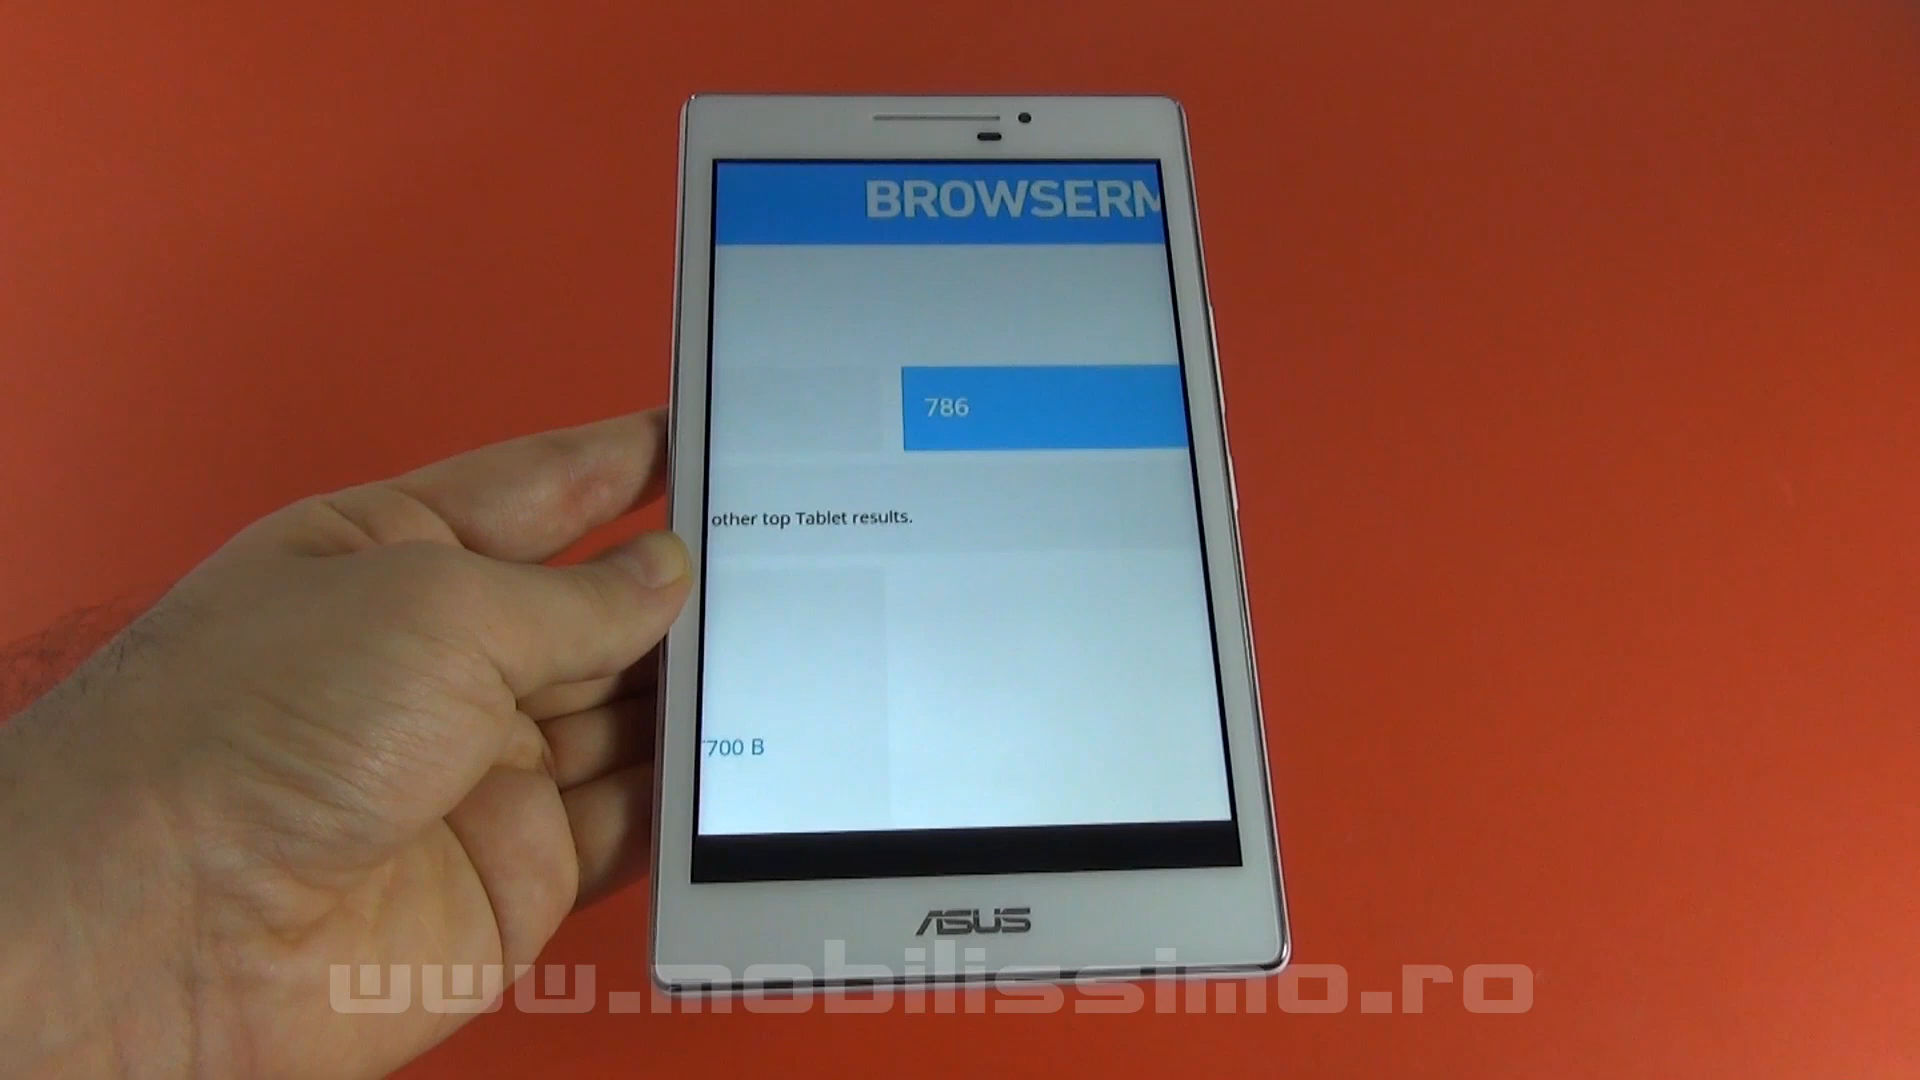 BROWSERM
786
other top Tablet results.
700 B
ASUS
www.mobilissimo.ro